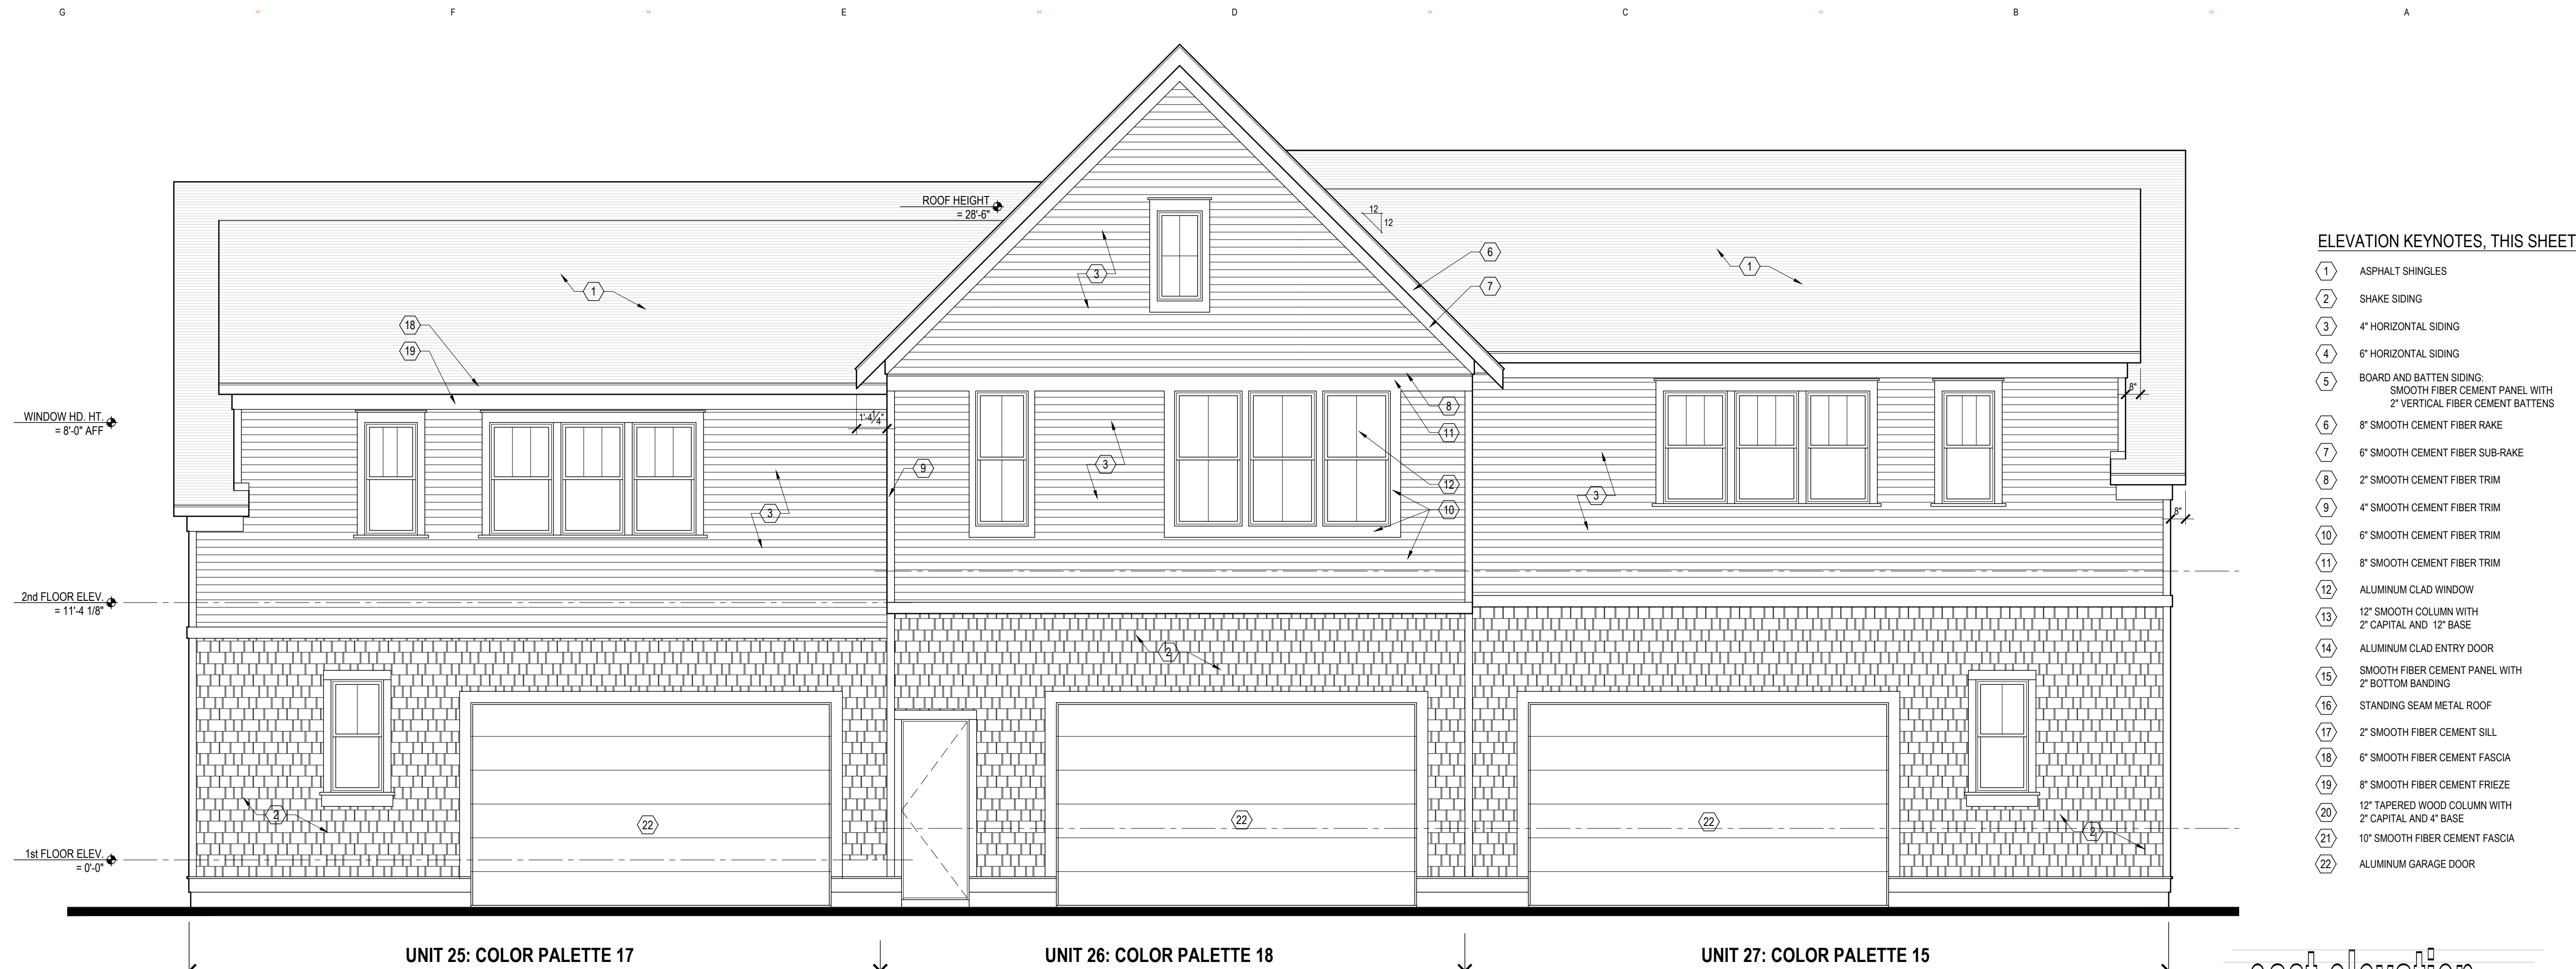 G F E D C B A
ROOF HEIGHT
= 28'-6"
12
12
6
7
3
1
1
18
19
WINDOW HD. HT.
= 8'-0" AFF
1'-4 1/4"
8"
8
11
9
3
12
10
3
3
8"
2nd FLOOR ELEV.
= 11'-4 1/8"
2
2
22
22
22
2
1st FLOOR ELEV.
= 0'-0"
UNIT 25: COLOR PALETTE 17
UNIT 26: COLOR PALETTE 18
UNIT 27: COLOR PALETTE 15
ELEVATION KEYNOTES, THIS SHEET
1 ASPHALT SHINGLES
2 SHAKE SIDING
3 4" HORIZONTAL SIDING
4 6" HORIZONTAL SIDING
5 BOARD AND BATTEN SIDING:
SMOOTH FIBER CEMENT PANEL WITH
2" VERTICAL FIBER CEMENT BATTENS
6 8" SMOOTH CEMENT FIBER RAKE
7 6" SMOOTH CEMENT FIBER SUB-RAKE
8 2" SMOOTH CEMENT FIBER TRIM
9 4" SMOOTH CEMENT FIBER TRIM
10 6" SMOOTH CEMENT FIBER TRIM
11 8" SMOOTH CEMENT FIBER TRIM
12 ALUMINUM CLAD WINDOW
13 12" SMOOTH COLUMN WITH
2" CAPITAL AND 12" BASE
14 ALUMINUM CLAD ENTRY DOOR
15 SMOOTH FIBER CEMENT PANEL WITH
2" BOTTOM BANDING
16 STANDING SEAM METAL ROOF
17 2" SMOOTH FIBER CEMENT SILL
18 6" SMOOTH FIBER CEMENT FASCIA
19 8" SMOOTH FIBER CEMENT FRIEZE
20 12" TAPERED WOOD COLUMN WITH
2" CAPITAL AND 4" BASE
21 10" SMOOTH FIBER CEMENT FASCIA
22 ALUMINUM GARAGE DOOR